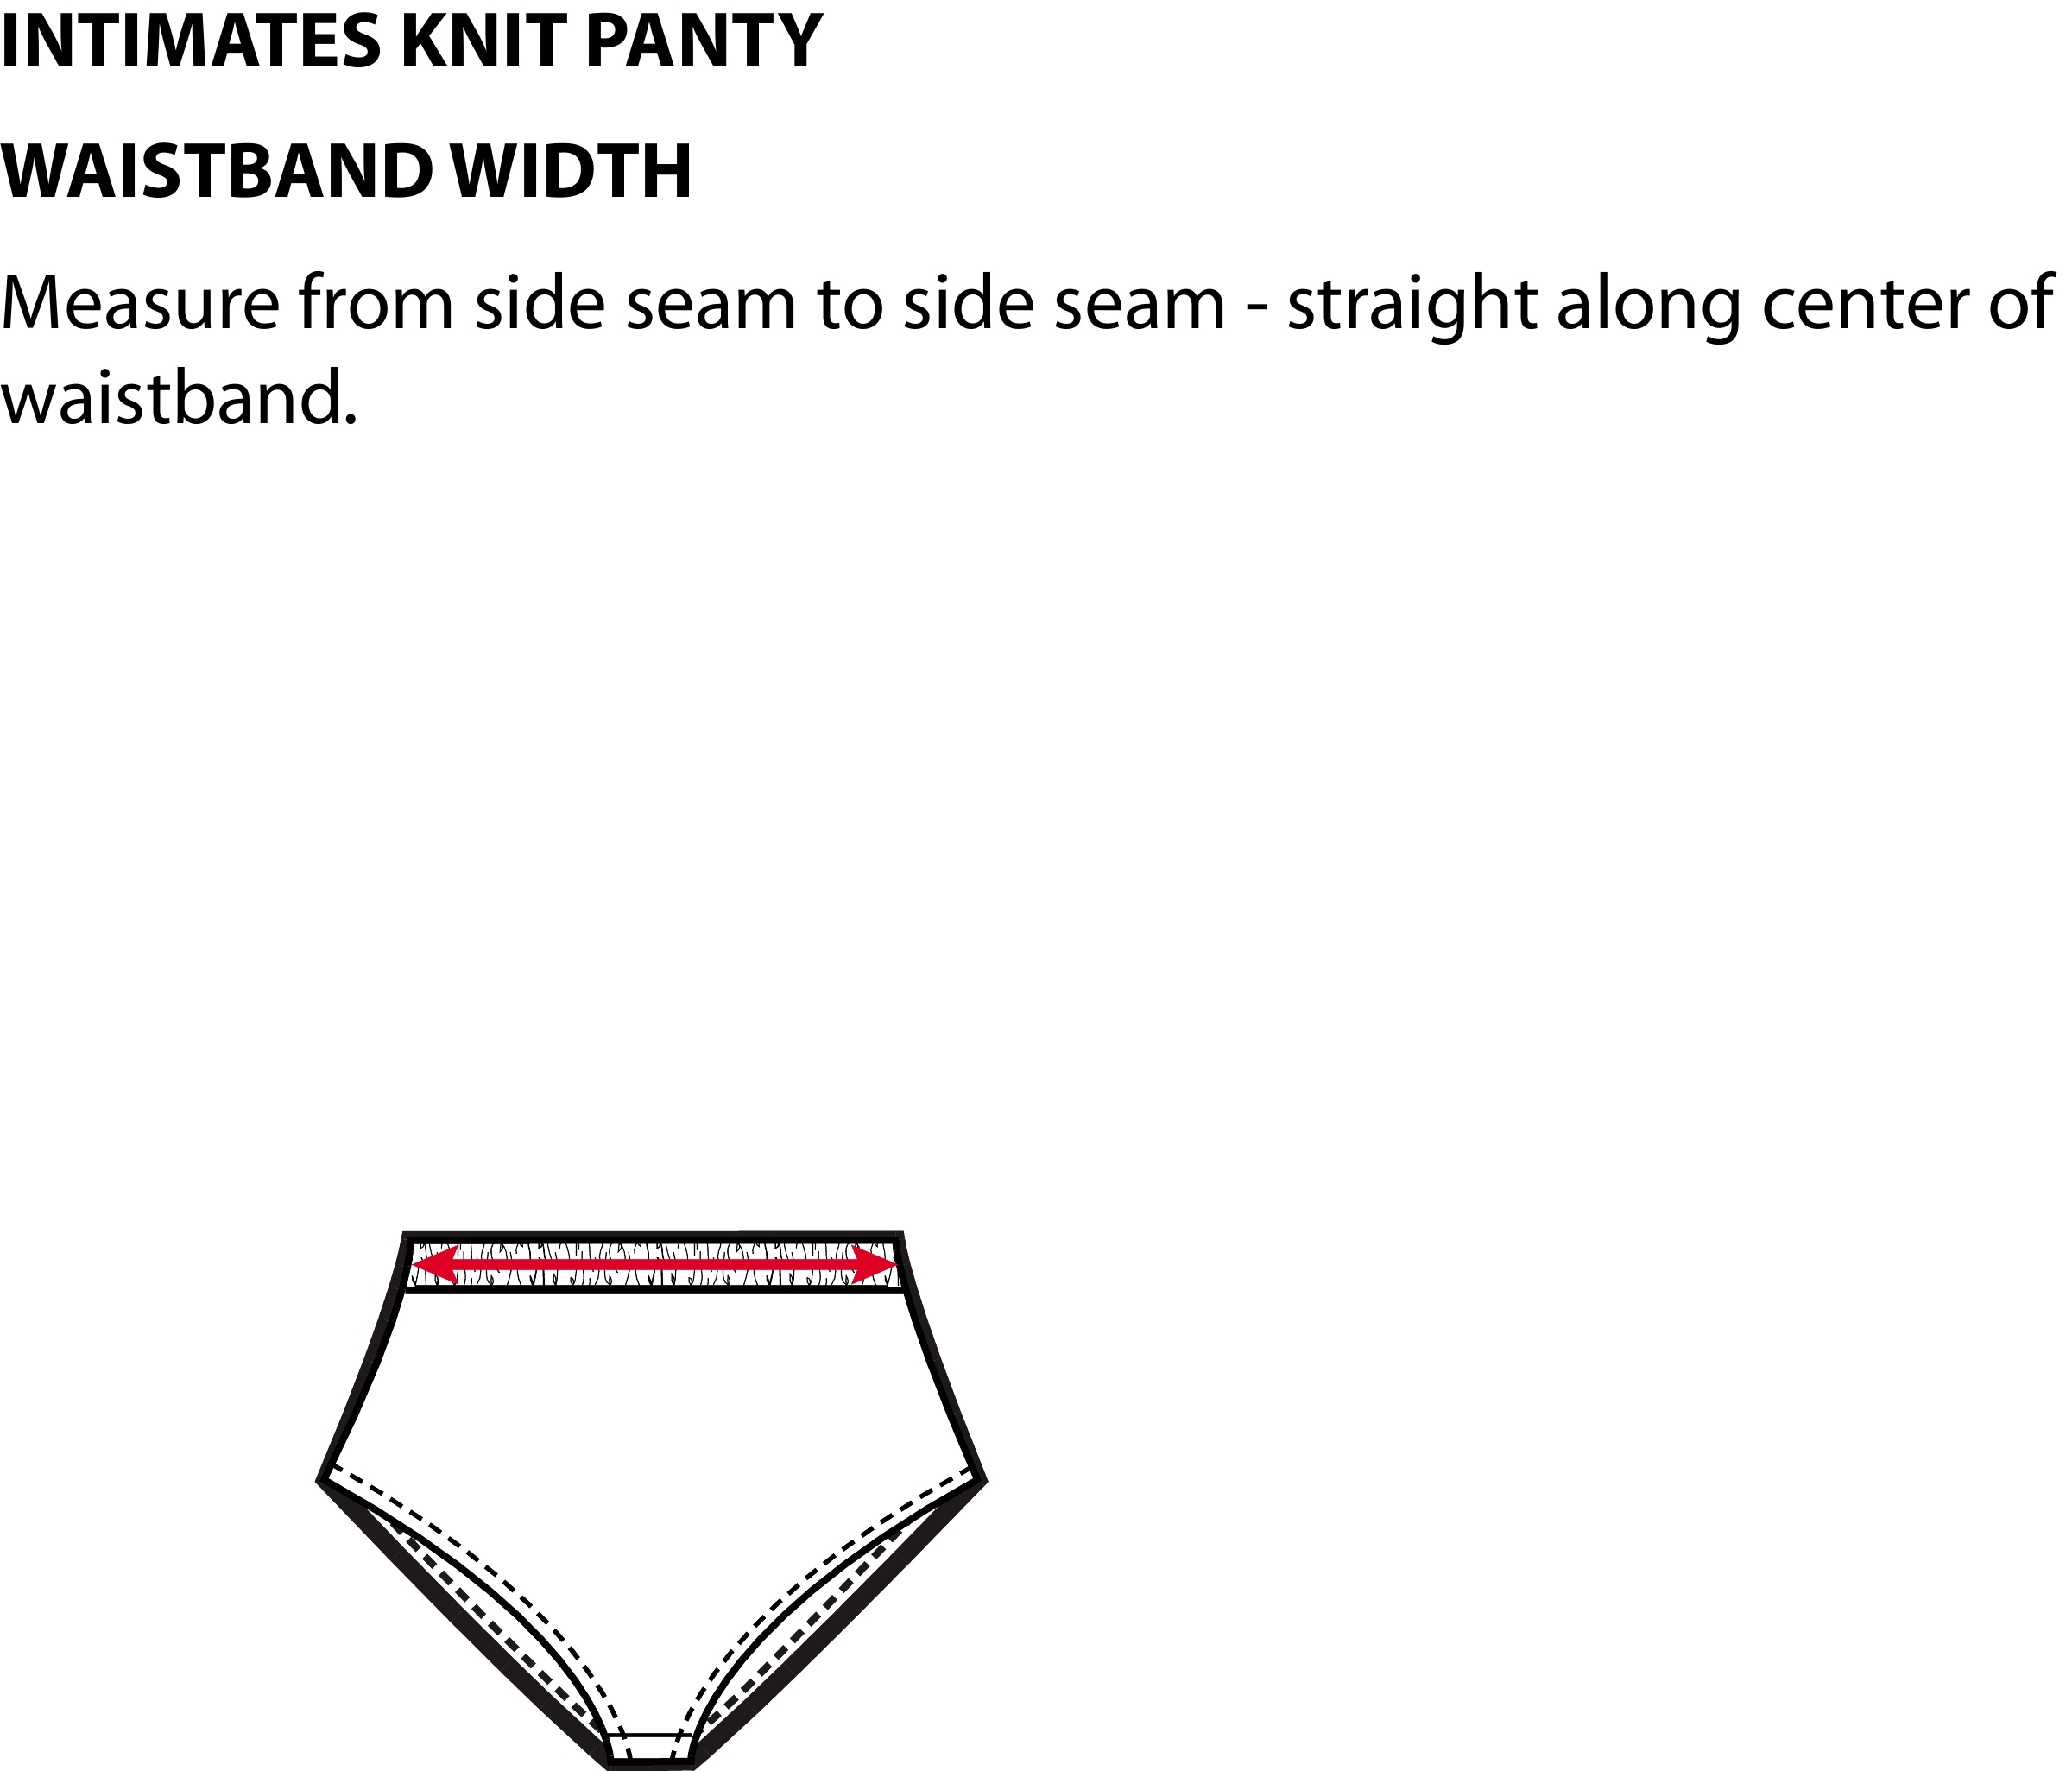 INTIMATES KNIT PANTY
WAISTBAND WIDTH
Measure from side seam to side seam - straight along center of
waistband.